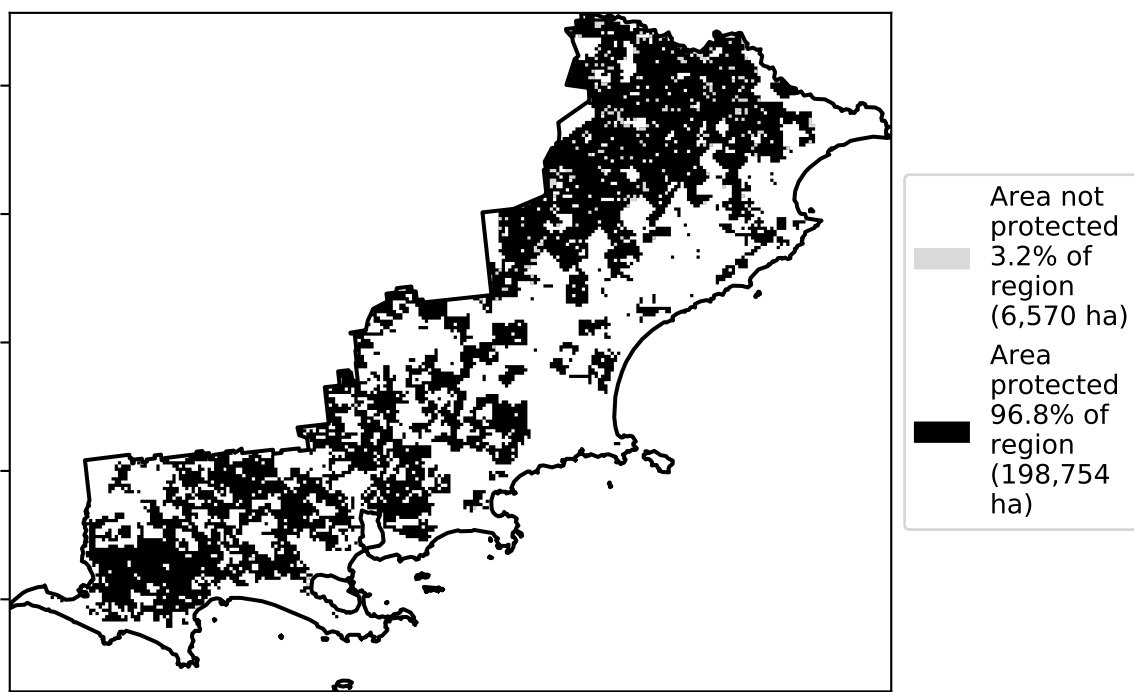 Area not
protected
3.2% of
region
(6,570 ha)
Area
protected
96.8% of
region
(198,754
ha)